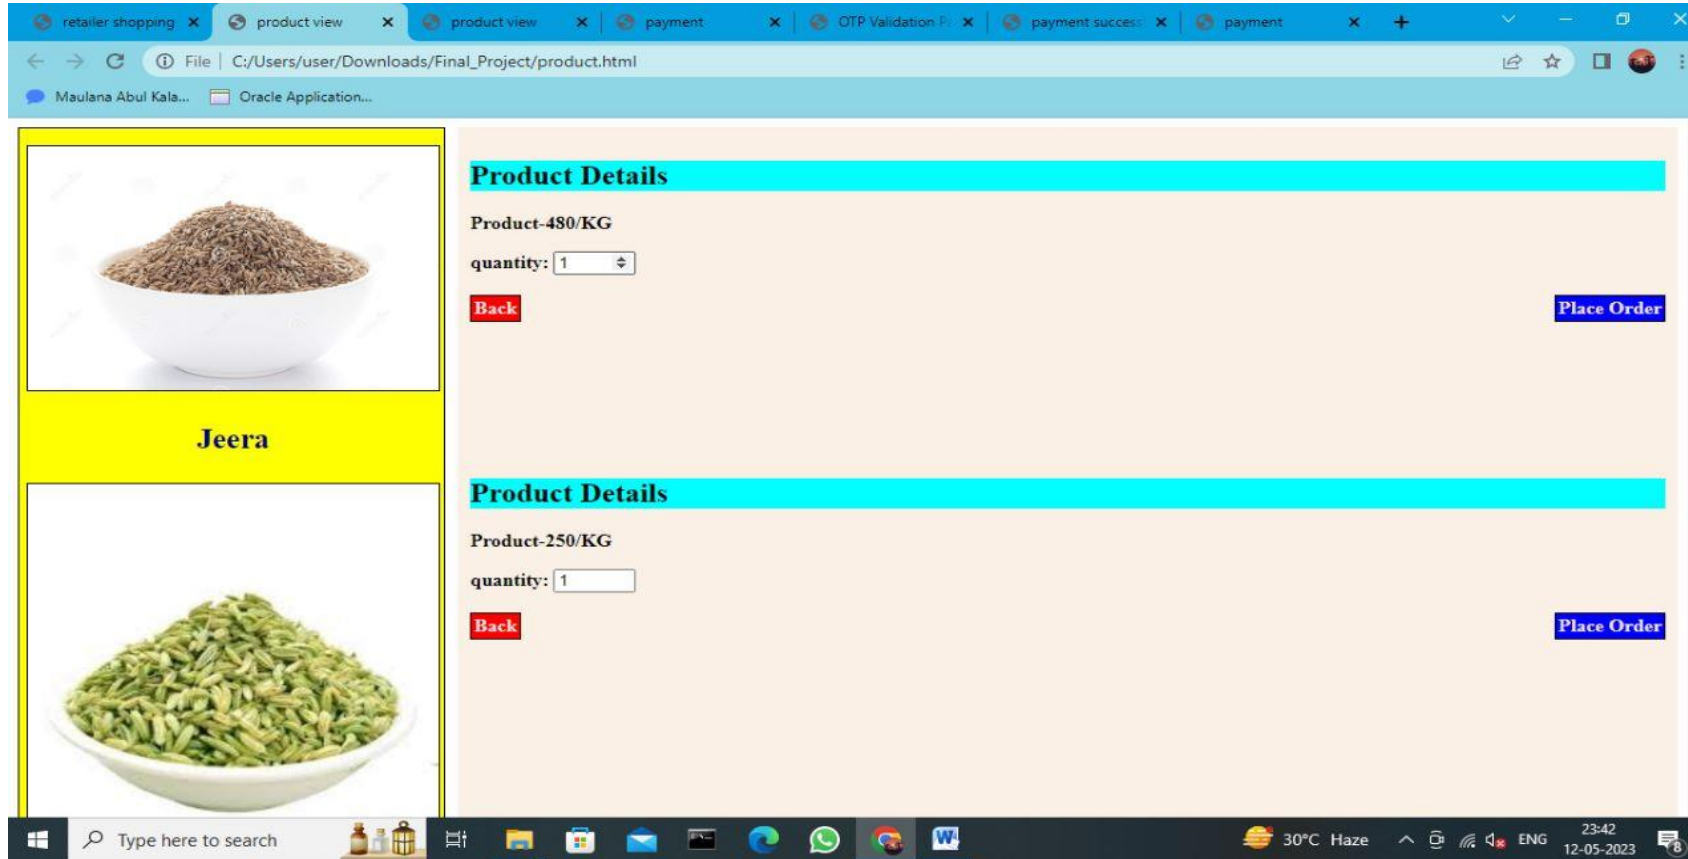 retailer shopping
product view
product view
payment
OTP Validation P
payment success
payment
File
C:/Users/user/Downloads/Final_Project/product.html
Maulana Abul Kala...
Oracle Application...
Product Details
Product-480/KG
quantity: 1
Back
Place Order
Jeera
Product Details
Product-250/KG
quantity: 1
Back
Place Order
Type here to search
30°C Haze
ENG
23:42
12-05-2023
8